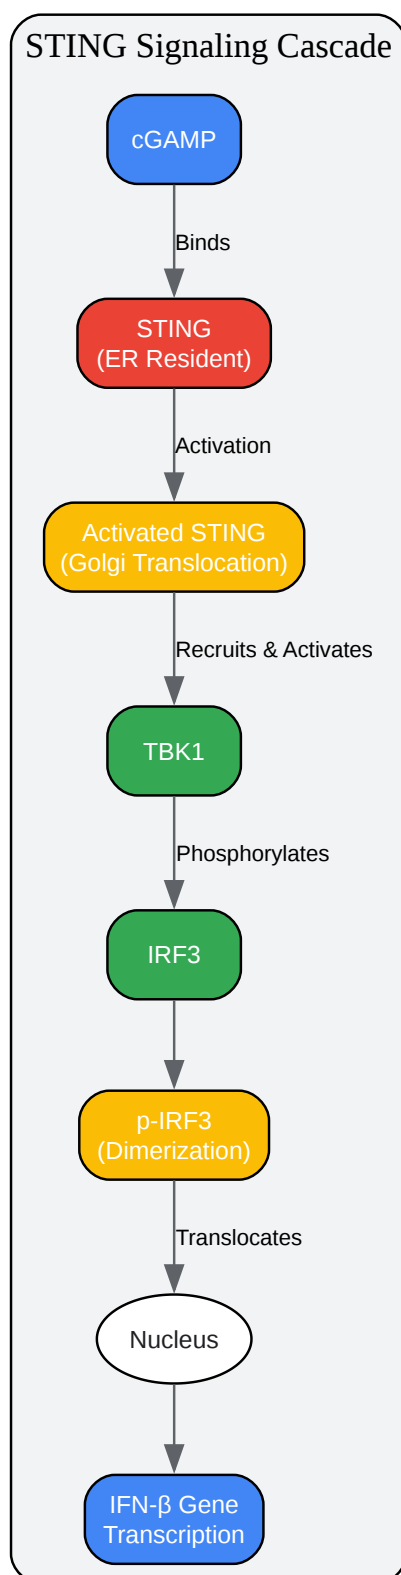 STING Signaling Cascade
cGAMP
Binds
STING
(ER Resident)
Activation
Activated STING
(Golgi Translocation)
Recruits & Activates
TBK1
Phosphorylates
IRF3
p-IRF3
(Dimerization)
Translocates
Nucleus
IFN-β Gene
Transcription